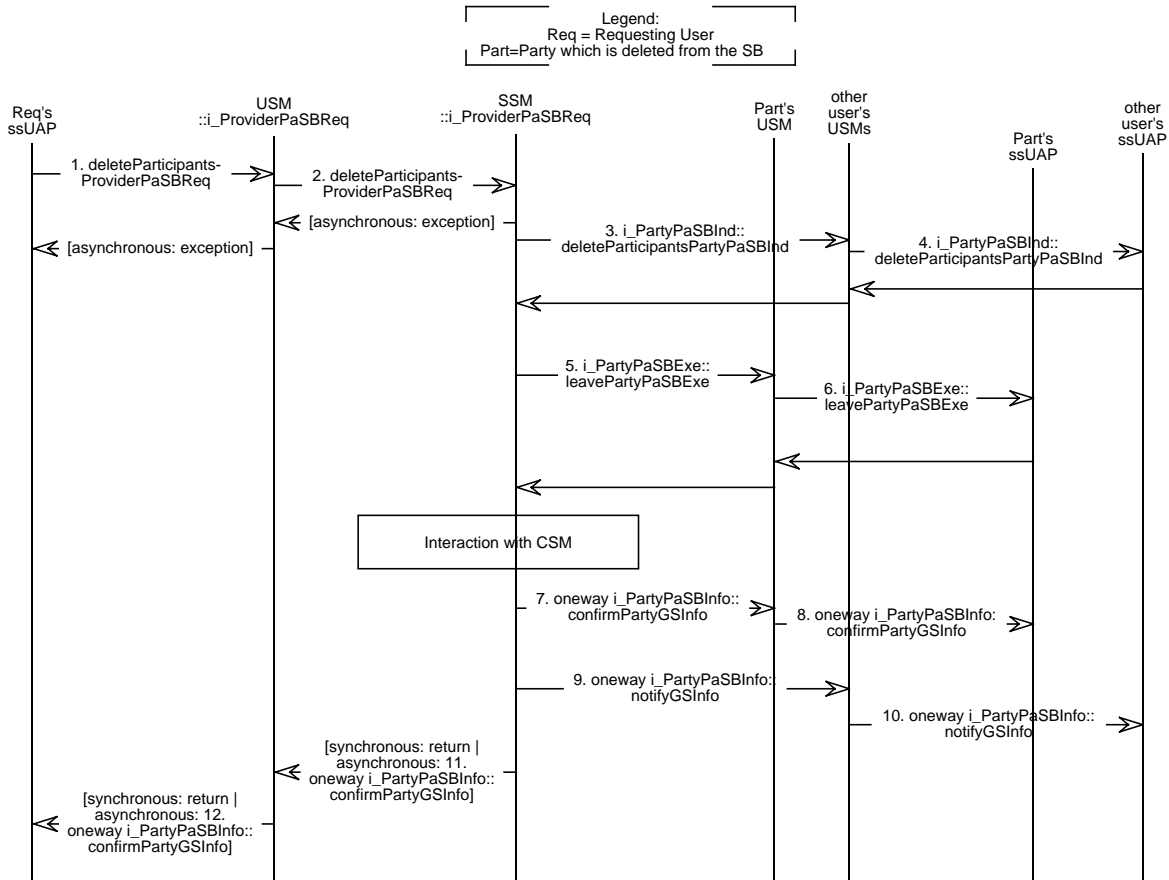 Legend:
Req = Requesting User
Part=Party which is deleted from the SB
Req's
ssUAP
USM
::i_ProviderPaSBReq
SSM
::i_ProviderPaSBReq
Part's
USM
other
user's
USMs
Part's
ssUAP
other
user's
ssUAP
1. deleteParticipants-
ProviderPaSBReq
2. deleteParticipants-
ProviderPaSBReq
[asynchronous: exception]
[asynchronous: exception]
3. i_PartyPaSBInd::
deleteParticipantsPartyPaSBInd
4. i_PartyPaSBInd::
deleteParticipantsPartyPaSBInd
5. i_PartyPaSBExe::
leavePartyPaSBExe
6. i_PartyPaSBExe::
leavePartyPaSBExe
Interaction with CSM
7. oneway i_PartyPaSBInfo::
confirmPartyGSInfo
8. oneway i_PartyPaSBInfo:
confirmPartyGSInfo
9. oneway i_PartyPaSBInfo::
notifyGSInfo
10. oneway i_PartyPaSBInfo::
notifyGSInfo
[synchronous: return |
asynchronous: 11.
oneway i_PartyPaSBInfo::
confirmPartyGSInfo]
[synchronous: return |
asynchronous: 12.
oneway i_PartyPaSBInfo::
confirmPartyGSInfo]